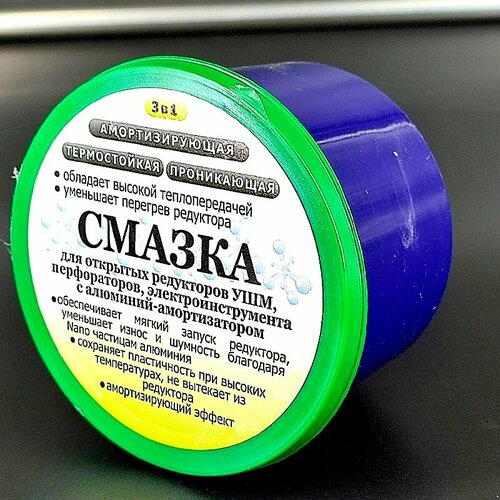 3в1
АМОРТИЗИРУЮЩАЯ
ТЕРМОСТОЙКАЯ ПРОНИКАЮЩАЯ
• обладает высокой теплопередачей
• уменьшает перегрев редуктора
СМАЗКА
для открытых редукторов УШМ,
перфораторов, электроинструмента
с алюминий-амортизатором
•обеспечивает мягкий запуск редуктора,
уменьшает износ и шумность благодаря
Nano частицам алюминия
•сохраняет пластичность при высоких
температурах, не вытекает из
редуктора
•амортизирующий эффект